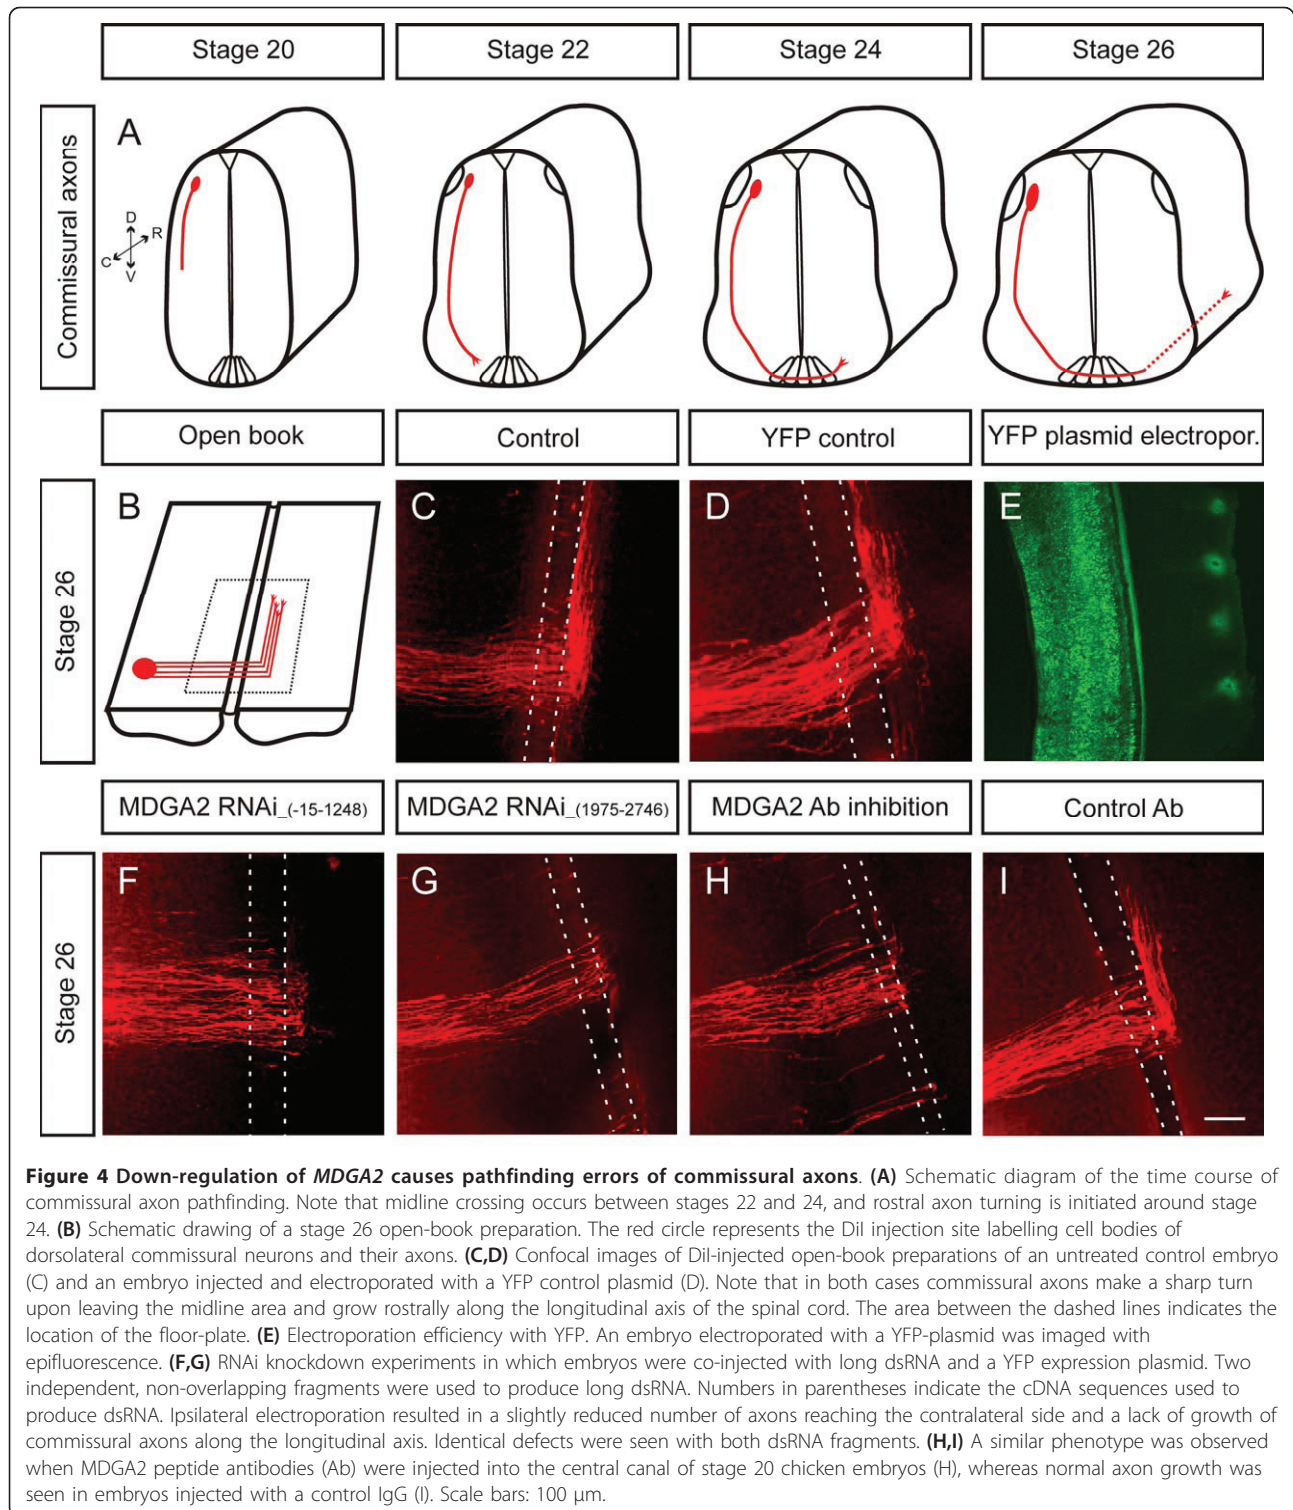 Stage 20
Stage 22
Stage 24
Stage 26
Commissural axons
A
D
R
C
V
Open book
Control
YFP control
YFP plasmid electropor.
Stage 26
B
C
D
E
MDGA2 RNAi_(-15-1248)
MDGA2 RNAi_(1975-2746)
MDGA2 Ab inhibition
Control Ab
Stage 26
F
G
H
I
Figure 4 Down-regulation of MDGA2 causes pathfinding errors of commissural axons. (A) Schematic diagram of the time course of
commissural axon pathfinding. Note that midline crossing occurs between stages 22 and 24, and rostral axon turning is initiated around stage
24. (B) Schematic drawing of a stage 26 open-book preparation. The red circle represents the DiI injection site labelling cell bodies of
dorsolateral commissural neurons and their axons. (C,D) Confocal images of DiI-injected open-book preparations of an untreated control embryo
(C) and an embryo injected and electroporated with a YFP control plasmid (D). Note that in both cases commissural axons make a sharp turn
upon leaving the midline area and grow rostrally along the longitudinal axis of the spinal cord. The area between the dashed lines indicates the
location of the floor-plate. (E) Electroporation efficiency with YFP. An embryo electroporated with a YFP-plasmid was imaged with
epifluorescence. (F,G) RNAi knockdown experiments in which embryos were co-injected with long dsRNA and a YFP expression plasmid. Two
independent, non-overlapping fragments were used to produce long dsRNA. Numbers in parentheses indicate the cDNA sequences used to
produce dsRNA. Ipsilateral electroporation resulted in a slightly reduced number of axons reaching the contralateral side and a lack of growth of
commissural axons along the longitudinal axis. Identical defects were seen with both dsRNA fragments. (H,I) A similar phenotype was observed
when MDGA2 peptide antibodies (Ab) were injected into the central canal of stage 20 chicken embryos (H), whereas normal axon growth was
seen in embryos injected with a control IgG (I). Scale bars: 100 μm.